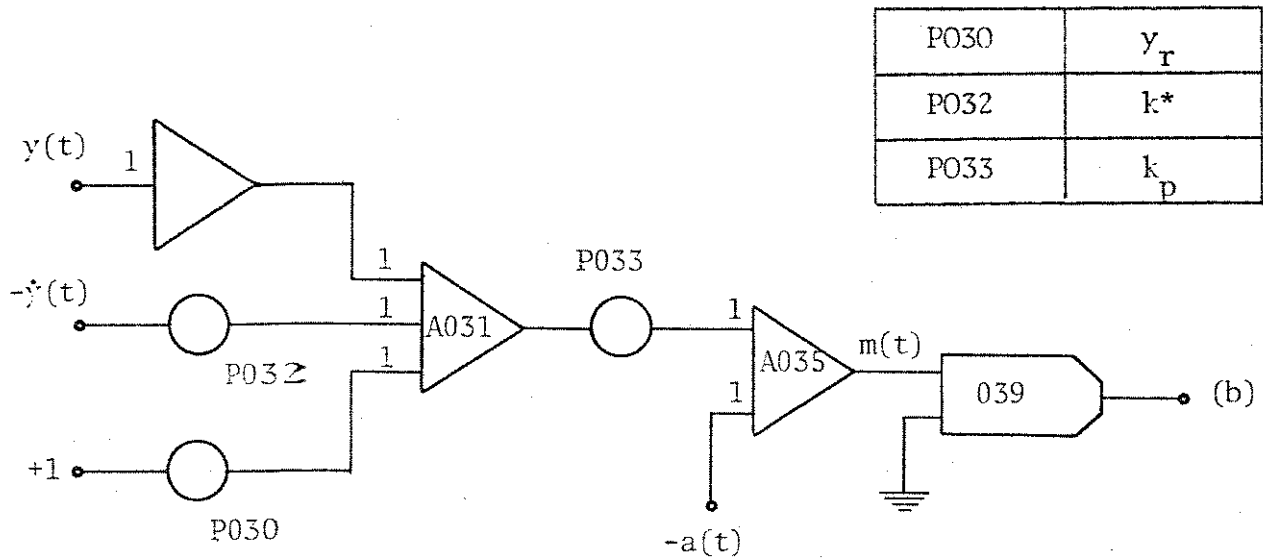 P030 y_r
P032 k*
P033 k_p
y(t)
1
P033
-ẏ(t)
1
1
1
A031
P032
1
1
A035
m(t)
039
(b)
+1
P030
-a(t)